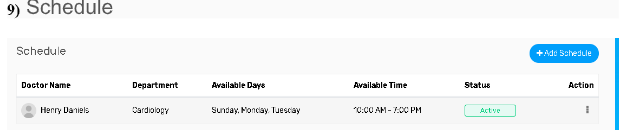 9) Schedule
Schedule
+ Add Schedule
Doctor Name Department Available Days Available Time Status Action
Henry Daniels Cardiology Sunday, Monday, Tuesday 10:00 AM - 7:00 PM Active